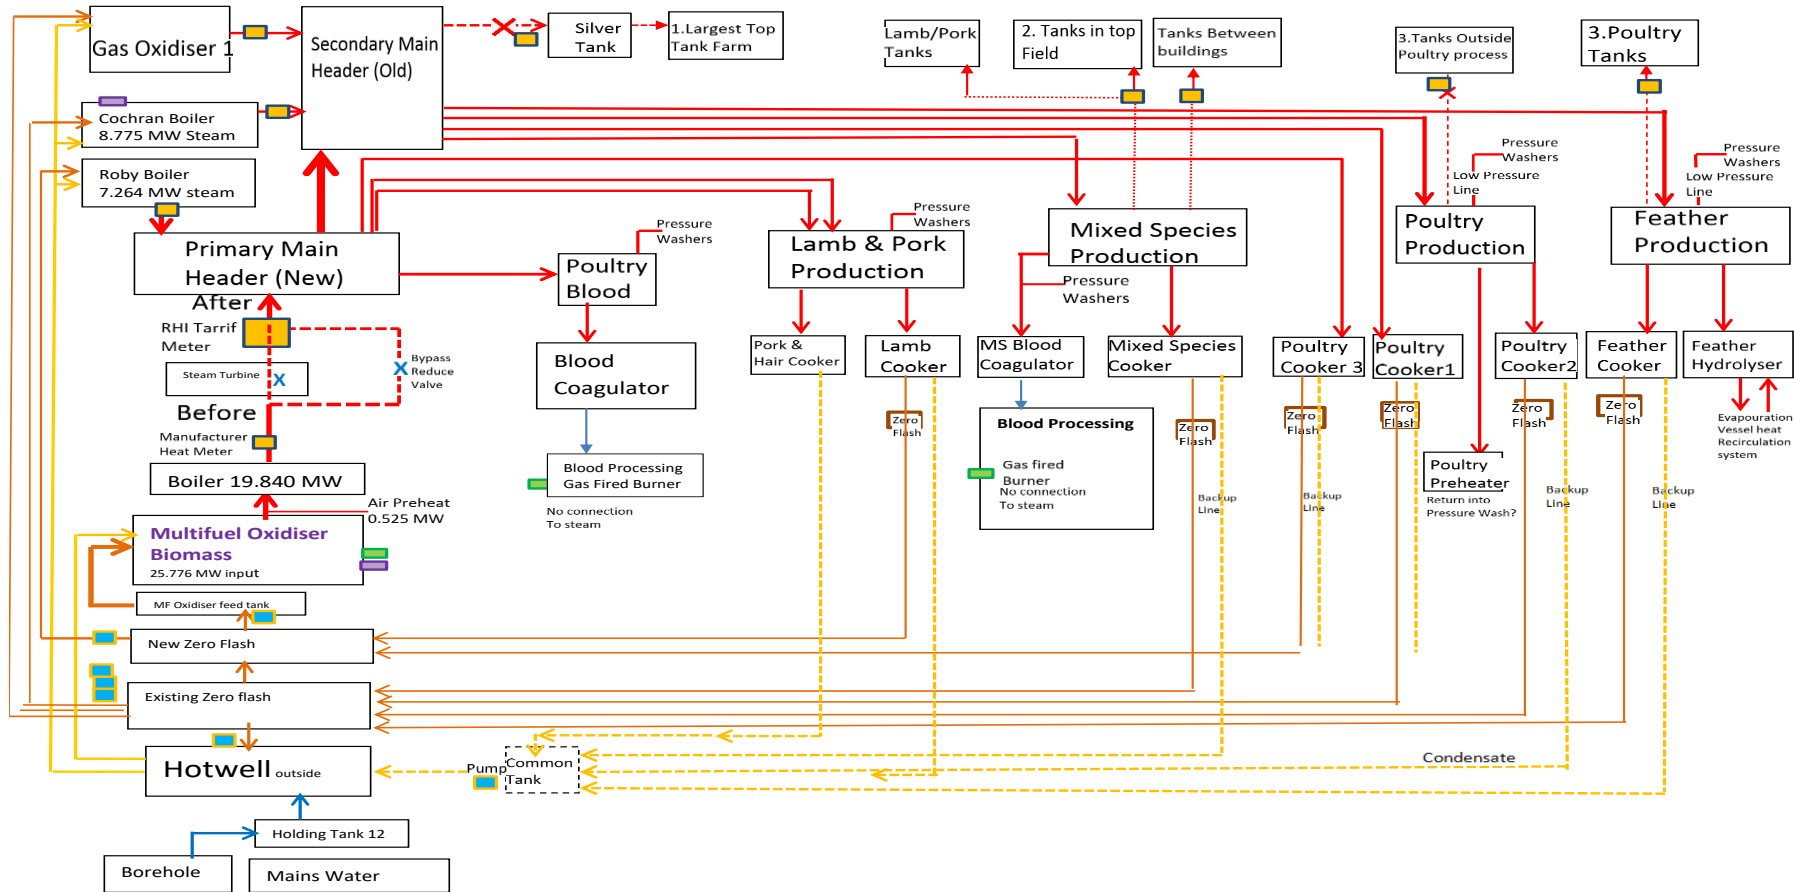 Gas Oxidiser 1
Secondary Main
Header (Old)
Silver
Tank
1.Largest Top
Tank Farm
Lamb/Pork
Tanks
2. Tanks in top
Field
Tanks Between
buildings
3.Tanks Outside
Poultry process
3.Poultry
Tanks
Cochran Boiler
8.775 MW Steam
Roby Boiler
7.264 MW steam
Pressure
Washers
Low Pressure
Line
Pressure
Washers
Low Pressure
Line
Primary Main
Header (New)
Pressure
Washers
Poultry
Blood
Pressure
Washers
Lamb & Pork
Production
Mixed Species
Production
Pressure
Washers
Poultry
Production
Feather
Production
After
RHI Tarrif
Meter
Steam Turbine
X
X
Bypass
Reduce
Valve
Before
Manufacturer
Heat Meter
Boiler 19.840 MW
Air Preheat
0.525 MW
Blood
Coagulator
Pork &
Hair Cooker
Lamb
Cooker
MS Blood
Coagulator
Mixed Species
Cooker
Poultry
Cooker 3
Poultry
Cooker1
Poultry
Cooker2
Feather
Cooker
Feather
Hydrolyser
Zero
Flash
Zero
Flash
Zero
Flash
Zero
Flash
Zero
Flash
Zero
Flash
Evapouration
Vessel heat
Recirculation
system
Blood Processing
Gas Fired Burner
No connection
To steam
Blood Processing
Gas fired
Burner
No connection
To steam
Poultry
Preheater
Return into
Pressure Wash?
Backup
LIne
Backup
LIne
Backup
LIne
Backup
LIne
Multifuel Oxidiser
Biomass
25.776 MW input
MF Oxidiser feed tank
New Zero Flash
Existing Zero flash
Hotwell outside
Pump
Common
Tank
Condensate
Holding Tank 12
Borehole
Mains Water